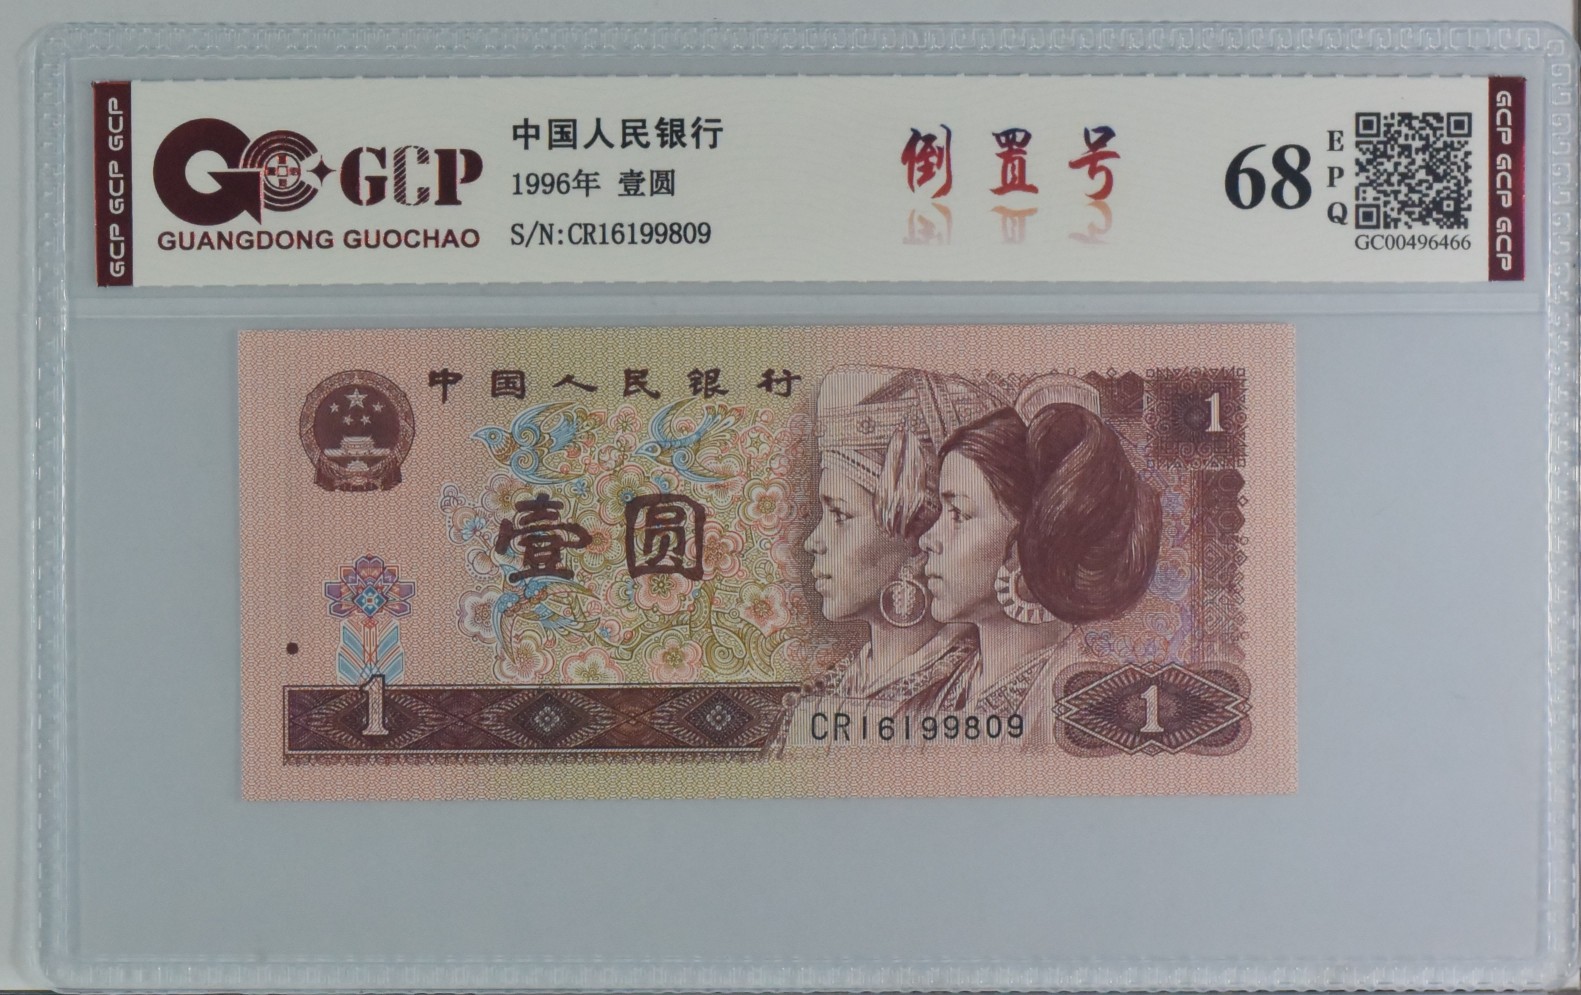 GCP GCP GCP
GCP
GUANGDONG GUOCHAO
中国人民银行
1996年 壹圆
S/N:CR16199809
倒置号
68
EPQ
GC00496466
GCP GCP GCP
中国人民银行
1
壹圆
1
CR16199809
1